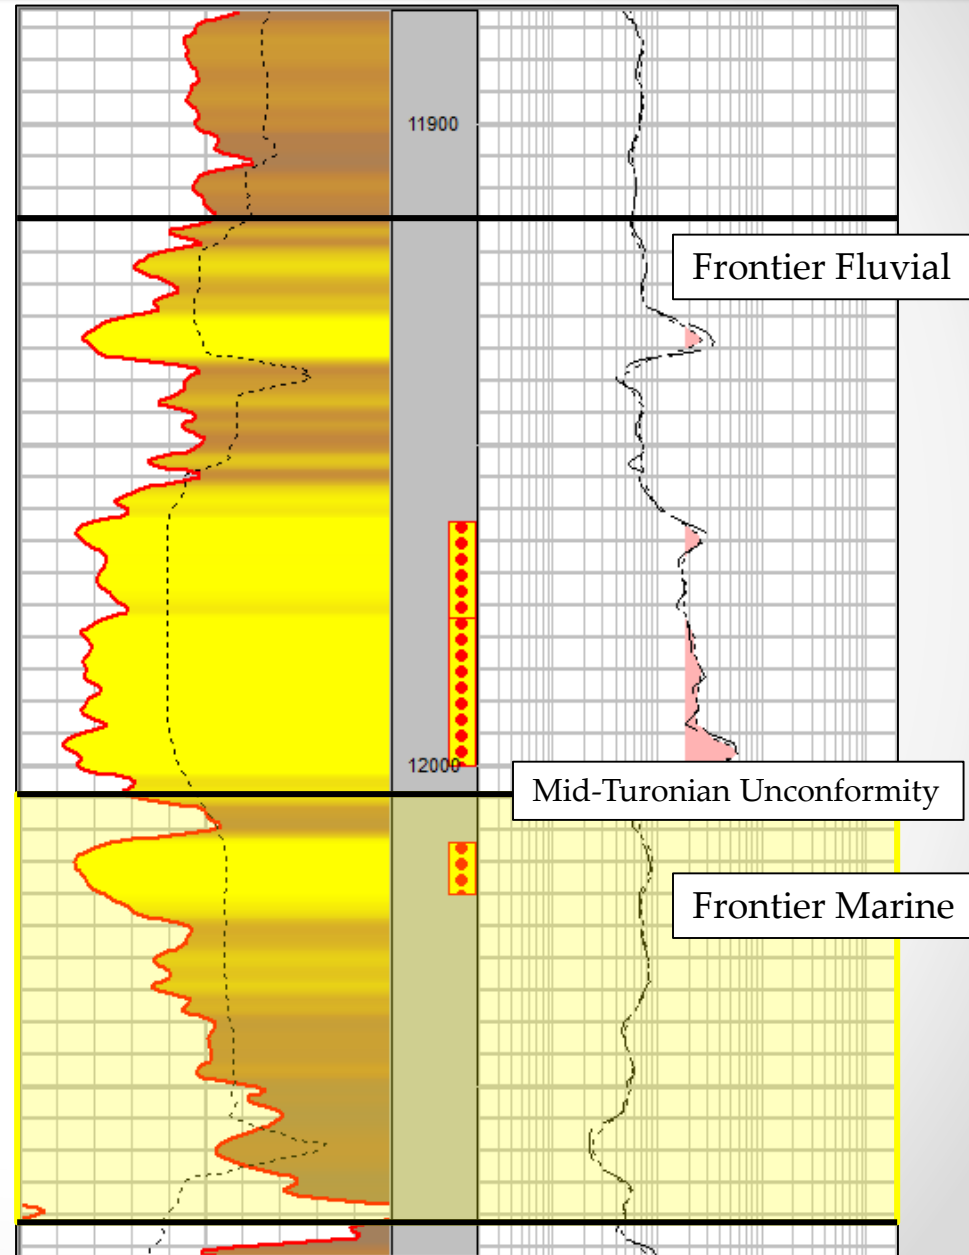 11900
Frontier Fluvial
12000
Mid-Turonian Unconformity
Frontier Marine